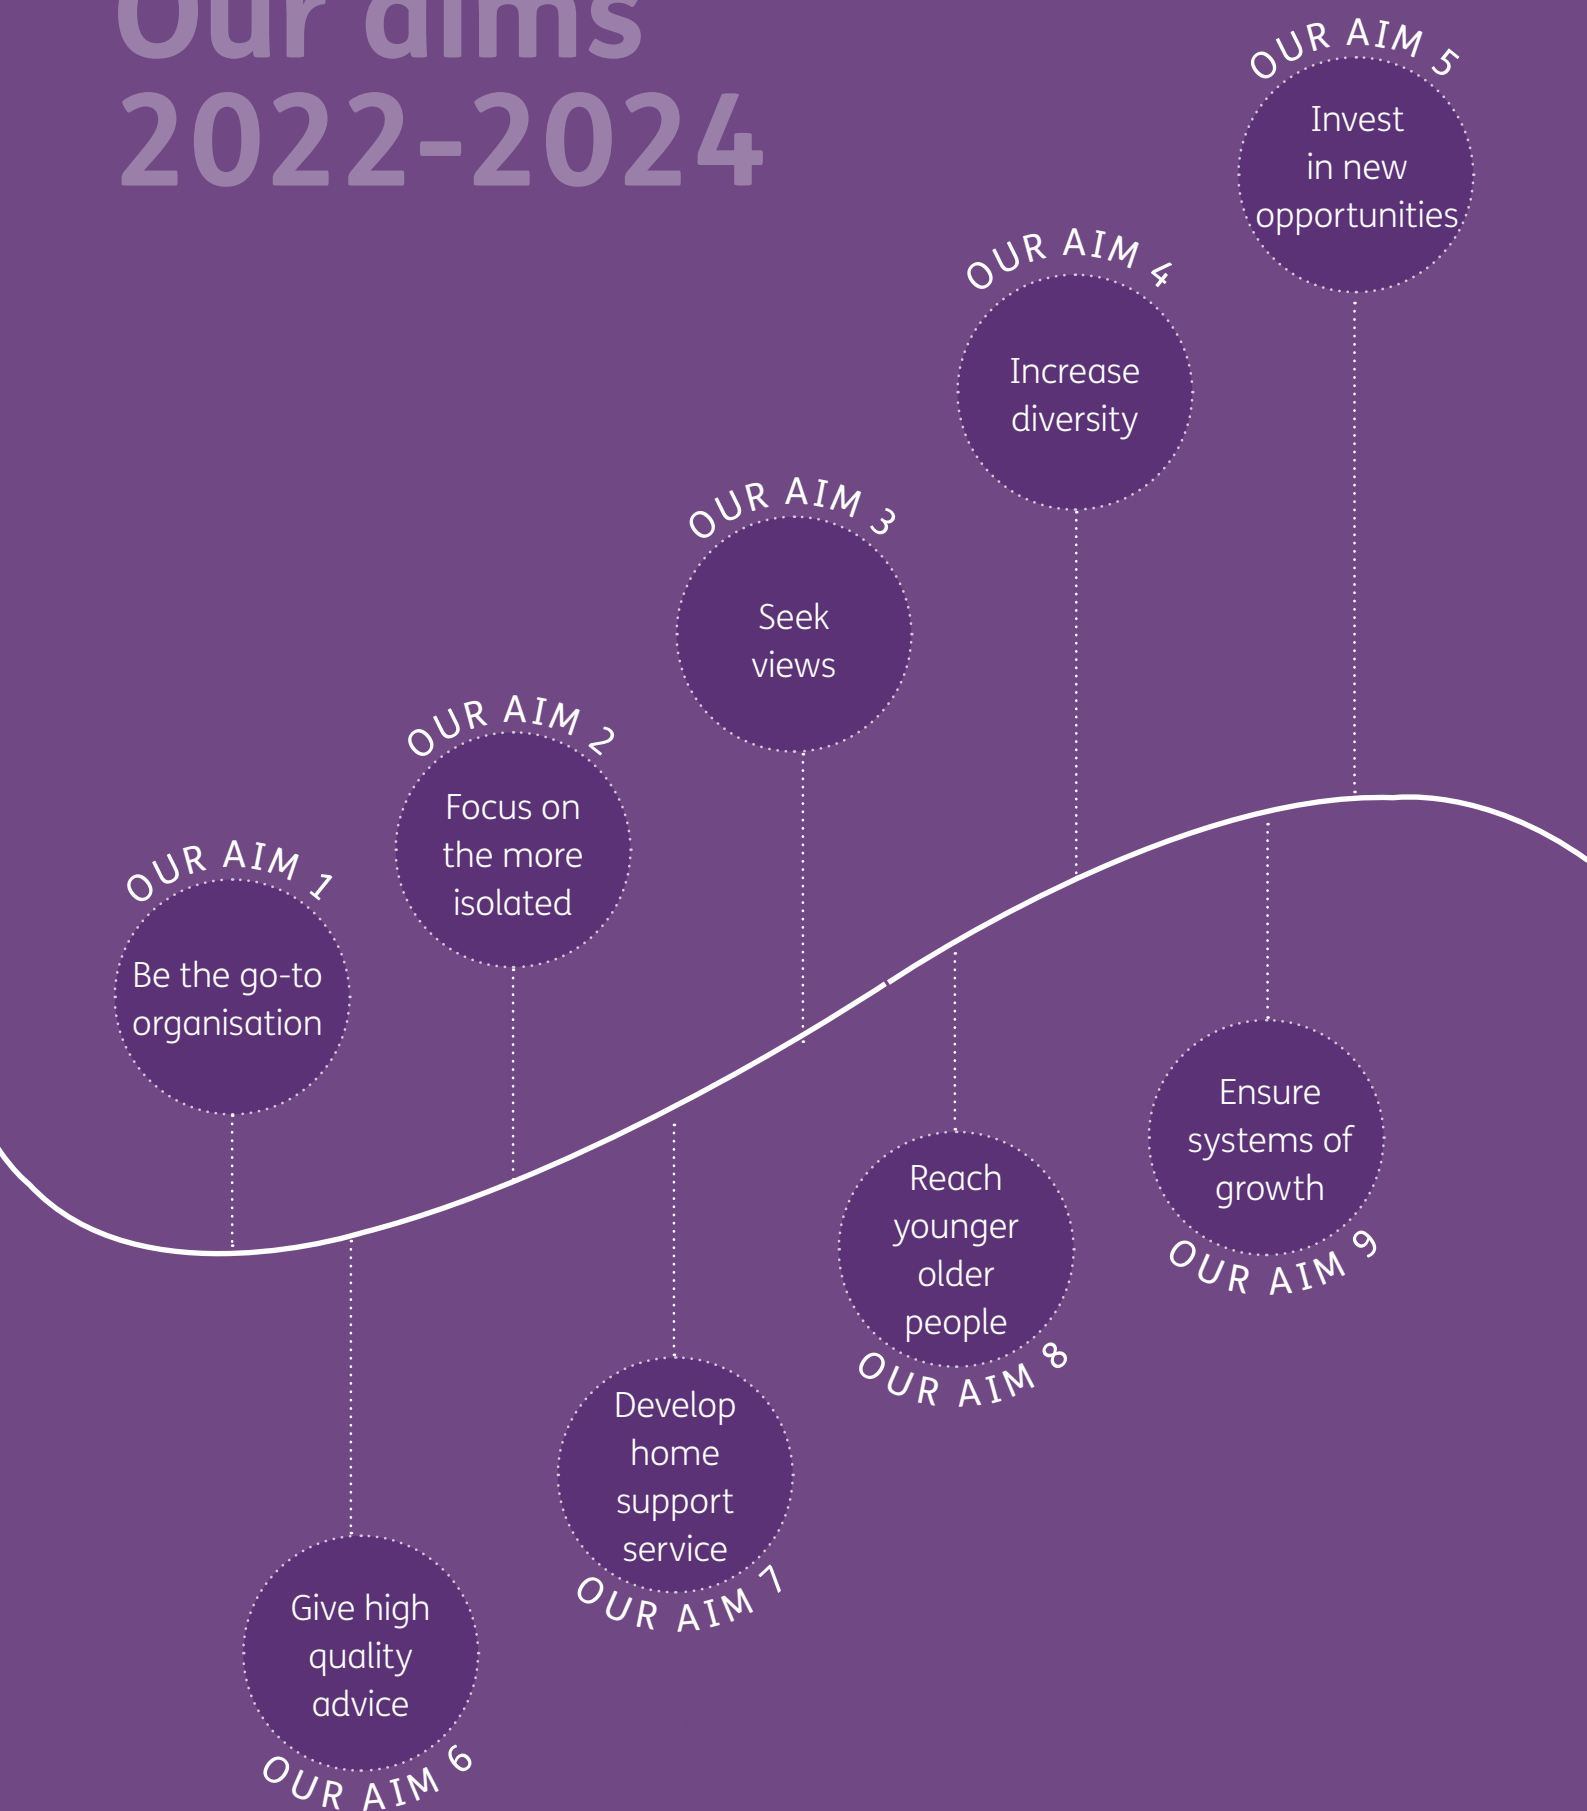 Our aims
2022-2024
OUR AIM 1
Be the go-to
organisation
OUR AIM 2
Focus on
the more
isolated
OUR AIM 3
Seek
views
OUR AIM 4
Increase
diversity
OUR AIM 5
Invest
in new
opportunities
Give high
quality
advice
OUR AIM 6
Develop
home
support
service
OUR AIM 7
Reach
younger
older
people
OUR AIM 8
Ensure
systems of
growth
OUR AIM 9